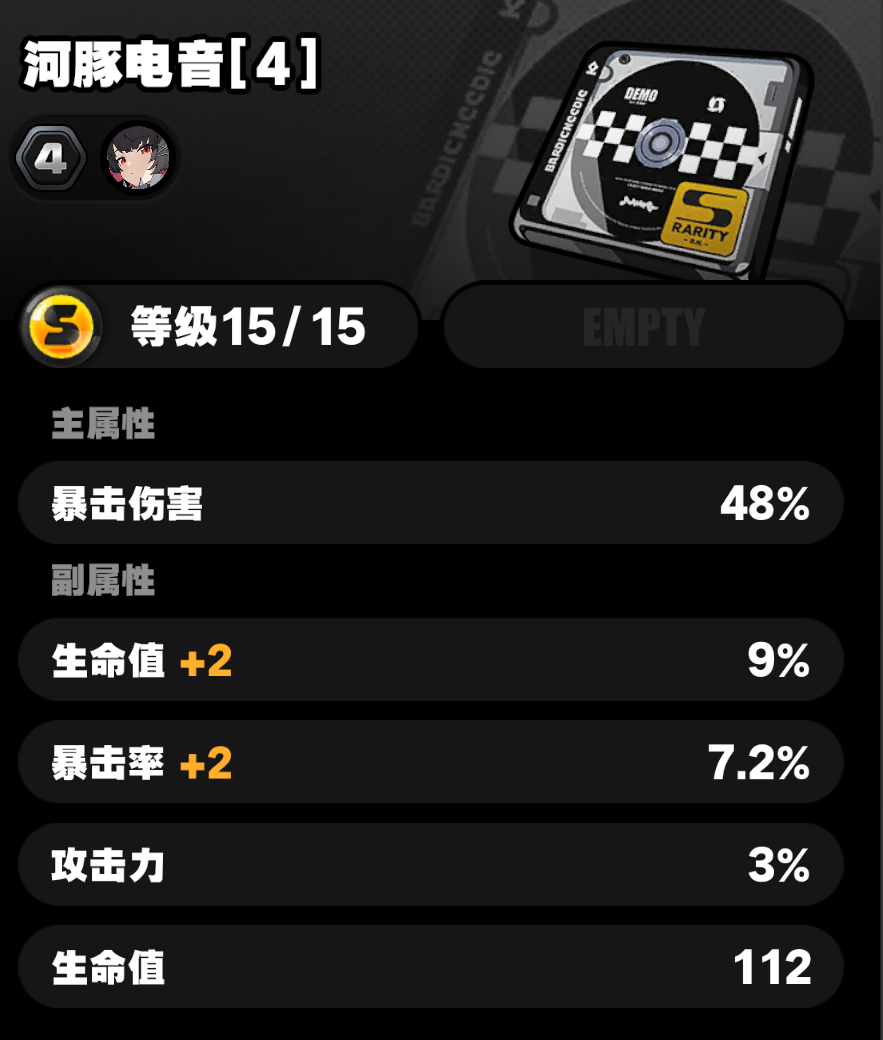 河豚电音[4]
4
BARDICNCCDIC
DEMO
BARDICNCCDIC
S
RARITY
S 等级15/15
EMPTY
主属性
暴击伤害 48%
副属性
生命值 +2 9%
暴击率 +2 7.2%
攻击力 3%
生命值 112